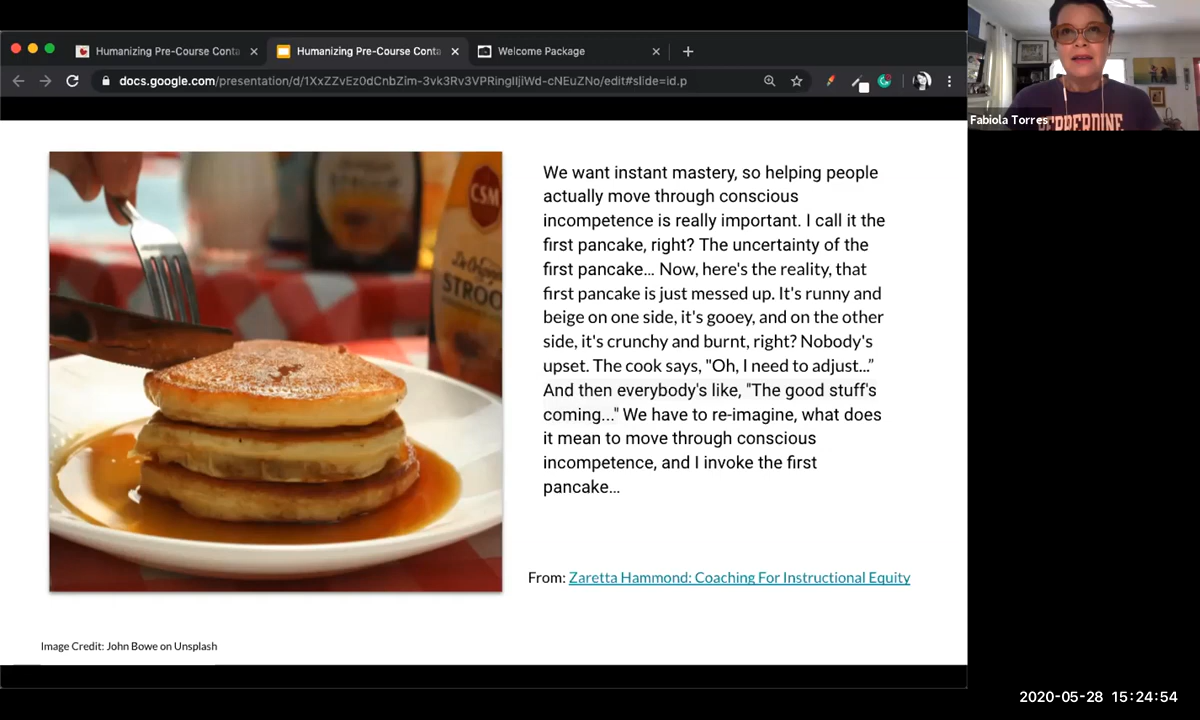 Humanizing Pre-Course Conta
Humanizing Pre-Course Conta
Welcome Package
docs.google.com/presentation/d/1XxZZvEz0dCnbZim-3vk3Rv3VPRinglIjiWd-cNEuZNo/edit#slide=id.p
Fabiola Torres
PEPPERDINE
CSM
STROO
We want instant mastery, so helping people
actually move through conscious
incompetence is really important. I call it the
first pancake, right? The uncertainty of the
first pancake... Now, here's the reality, that
first pancake is just messed up. It's runny and
beige on one side, it's gooey, and on the other
side, it's crunchy and burnt, right? Nobody's
upset. The cook says, "Oh, I need to adjust..."
And then everybody's like, "The good stuff's
coming..." We have to re-imagine, what does
it mean to move through conscious
incompetence, and I invoke the first
pancake...
From: Zaretta Hammond: Coaching For Instructional Equity
Image Credit: John Bowe on Unsplash
2020-05-28 15:24:54